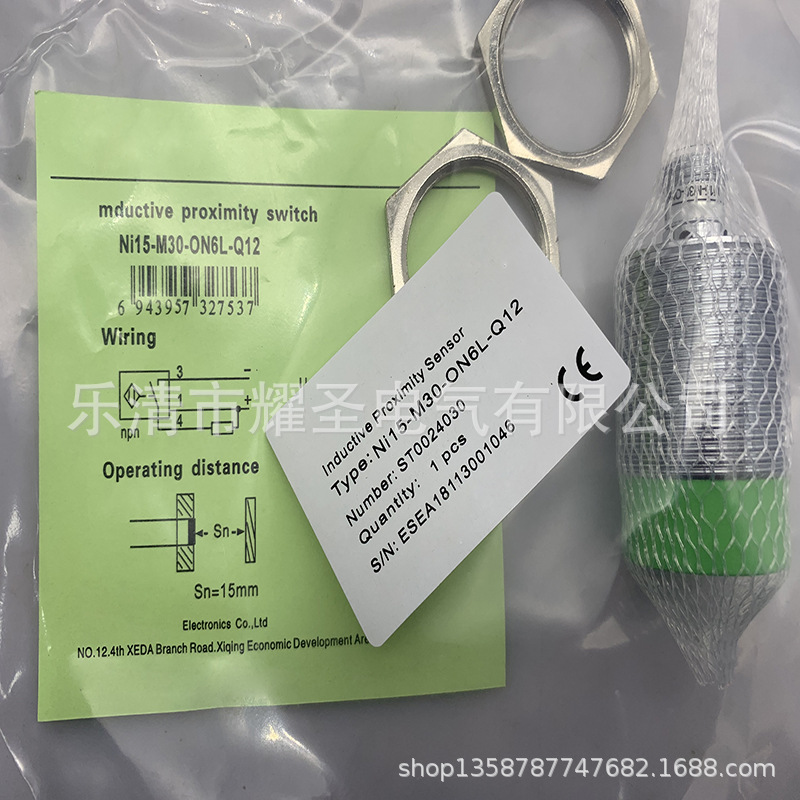 mductive proximity switch
Ni15-M30-ON6L-Q12
6 943957 327537
Wiring
3
1
4
npn
-
+
Operating distance
Sn
Sn=15mm
Electronics Co.,Ltd
NO.12.4th XEDA Branch Road.Xiqing Economic Development Are
Inductive Proximity Sensor
Type: Ni15-M30-ON6L-Q12
Number: ST0024030
Quantity: 1 pcs
S/N: ESEA18113001046
CE
乐清市耀圣电气有限公司
shop1358787747682.1688.com